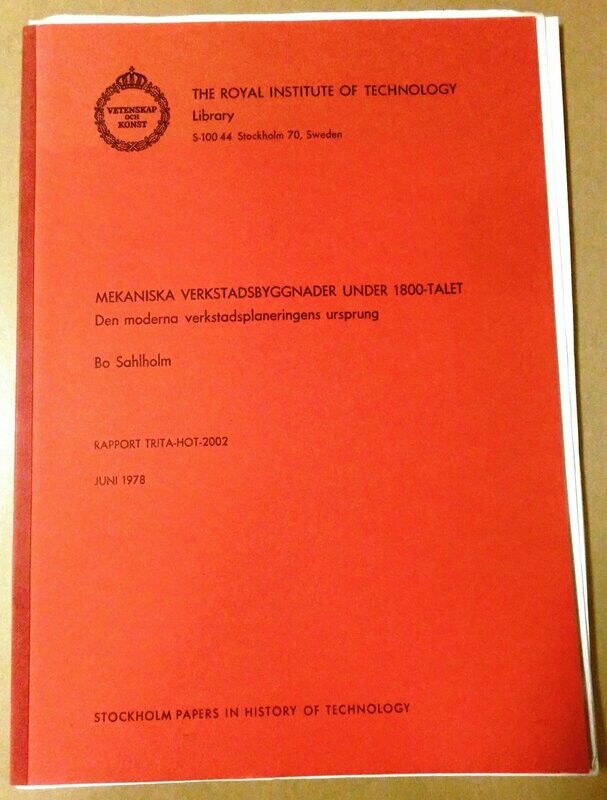 VETENSKAP
OCH
KONST
THE ROYAL INSTITUTE OF TECHNOLOGY
Library
S-100 44 Stockholm 70, Sweden
MEKANISKA VERKSTADSBYGGNADER UNDER 1800-TALET
Den moderna verkstadsplaneringens ursprung
Bo Sahlholm
RAPPORT TRITA-HOT-2002
JUNI 1978
STOCKHOLM PAPERS IN HISTORY OF TECHNOLOGY